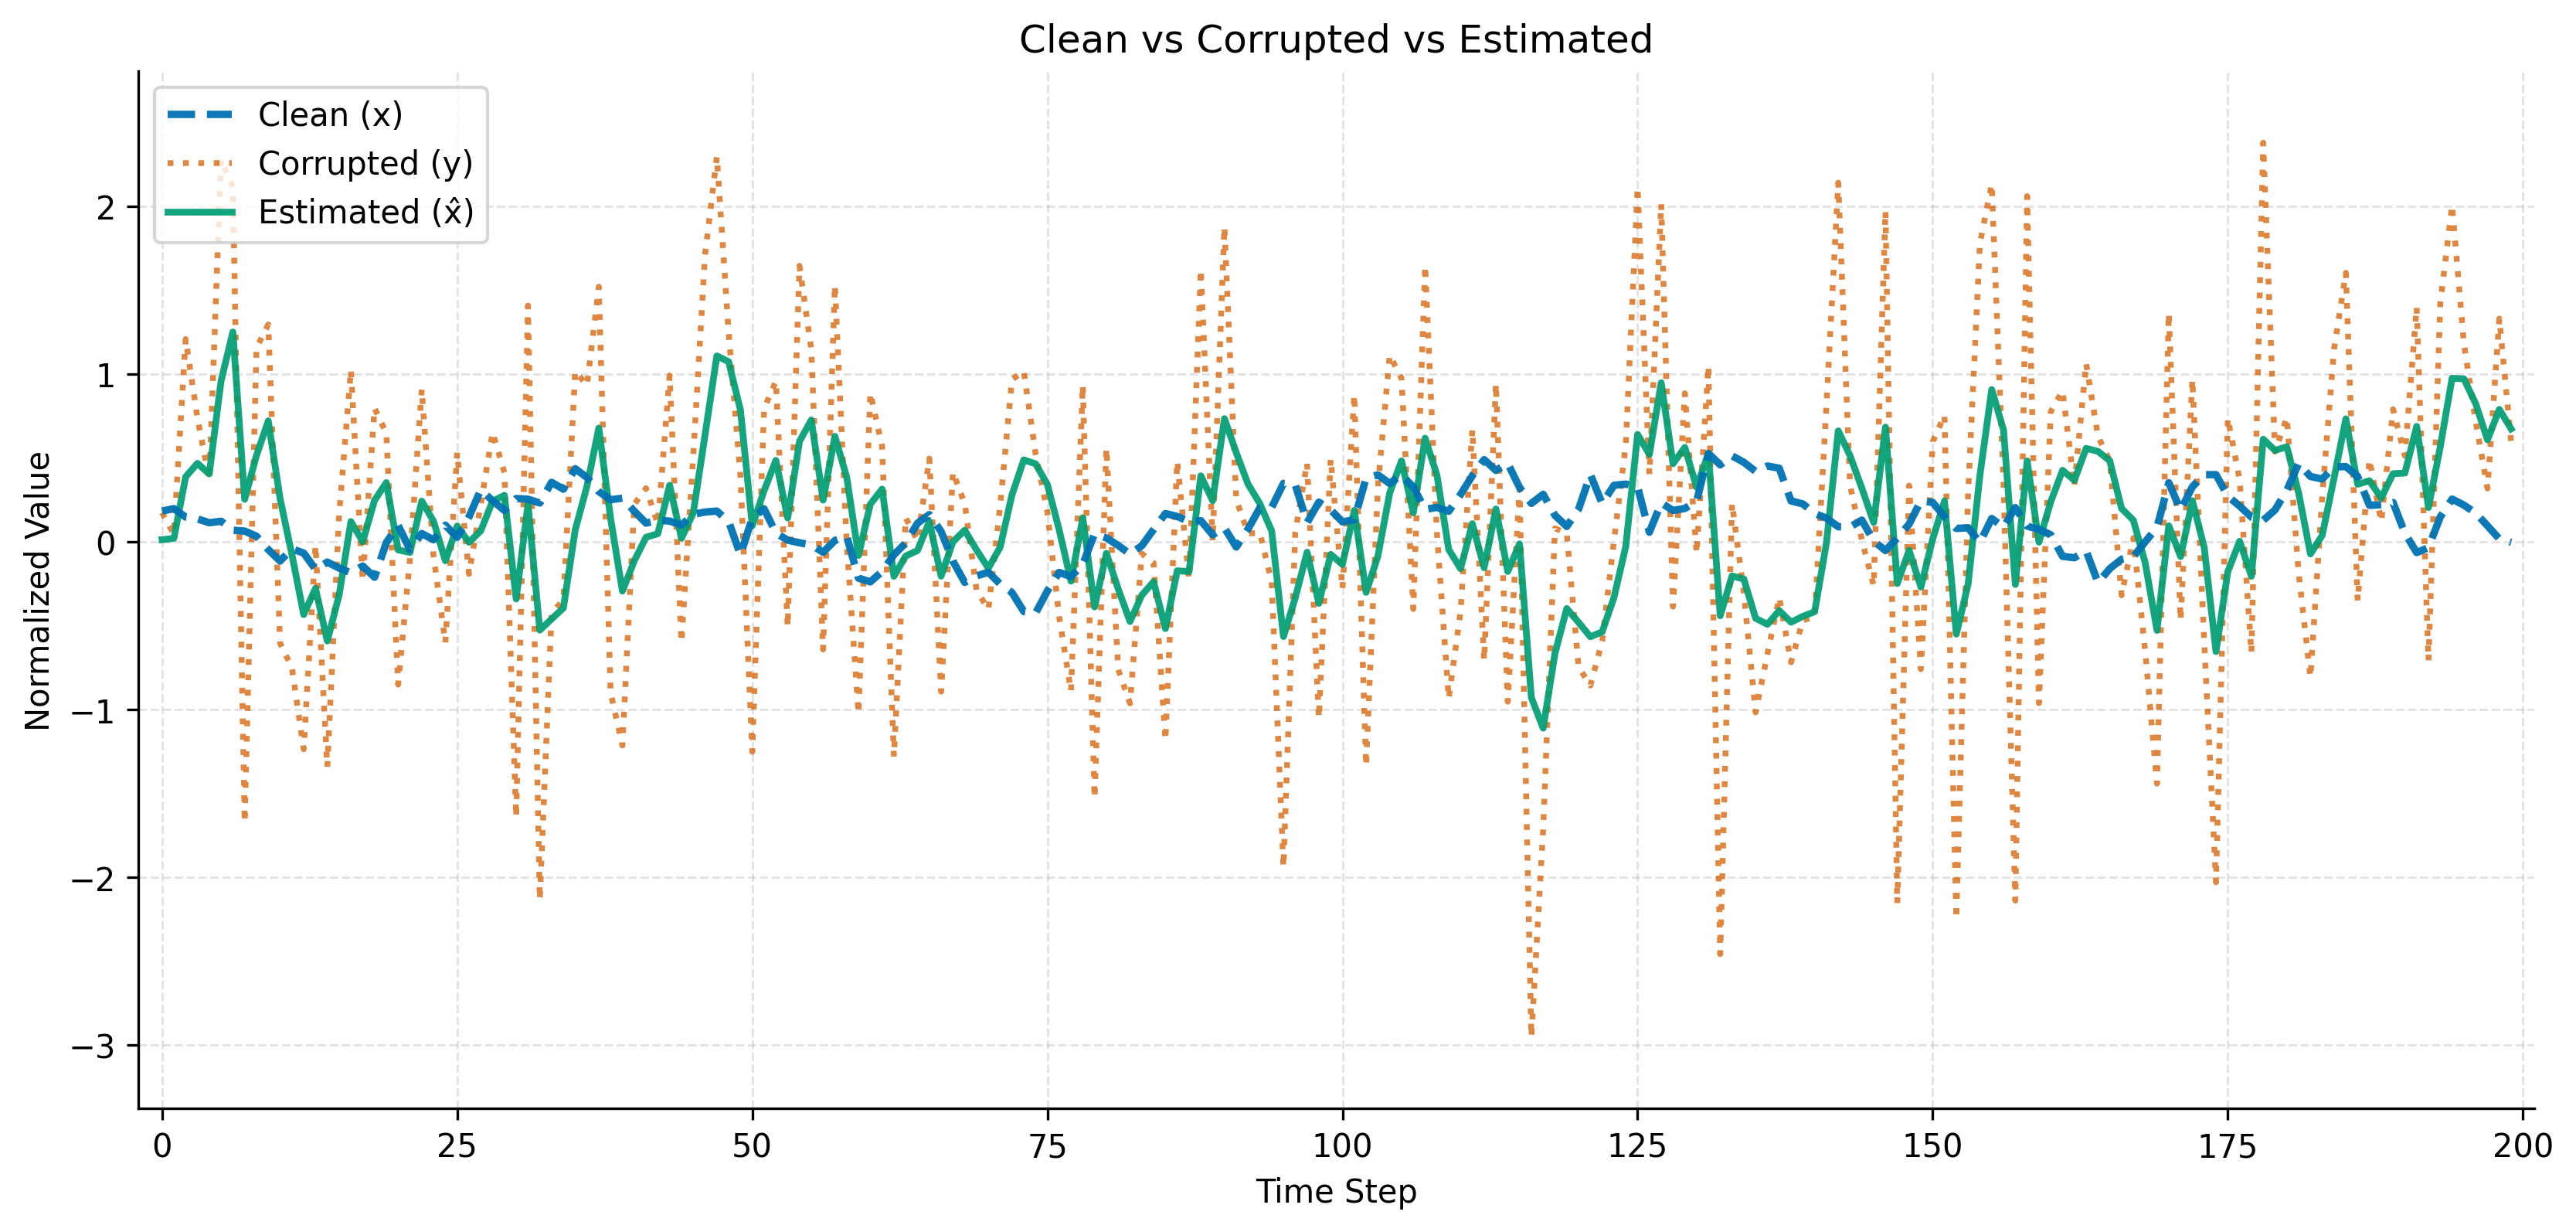 Clean vs Corrupted vs Estimated
Clean (x)
Corrupted (y)
Estimated (x̂)
Normalized Value
2
1
0
−1
−2
−3
0 25 50 75 100 125 150 175 200
Time Step